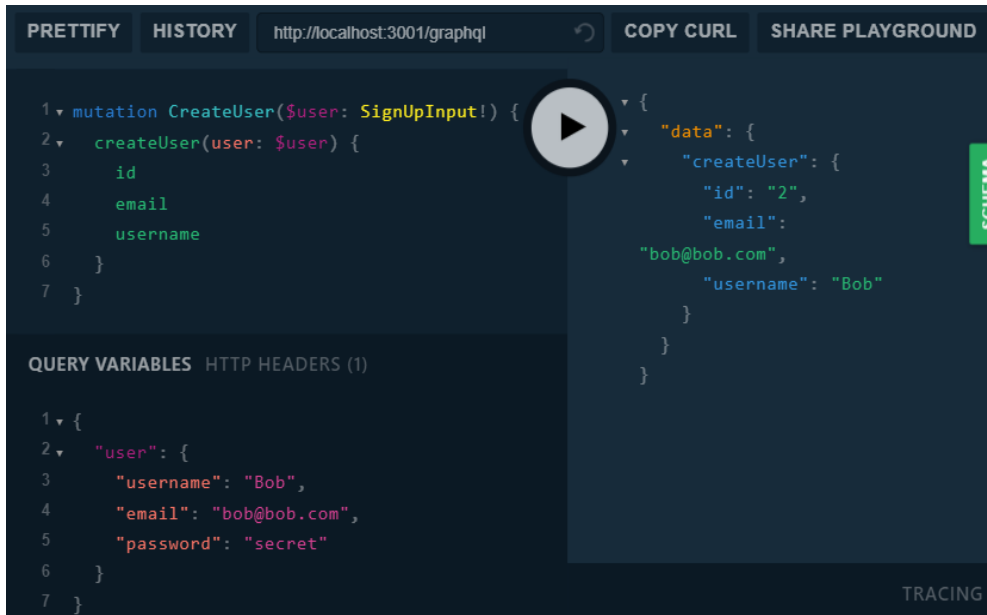 PRETTIFY HISTORY http://localhost:3001/graphql COPY CURL SHARE PLAYGROUND
1 mutation CreateUser($user: SignUpInput!) {
2 createUser(user: $user) {
3 id
4 email
5 username
6 }
7 }
QUERY VARIABLES HTTP HEADERS (1)
1 {
2 "user": {
3 "username": "Bob",
4 "email": "bob@bob.com",
5 "password": "secret"
6 }
7 }
{
"data": {
"createUser": {
"id": "2",
"email":
"bob@bob.com",
"username": "Bob"
}
}
}
SCHEMA
TRACING